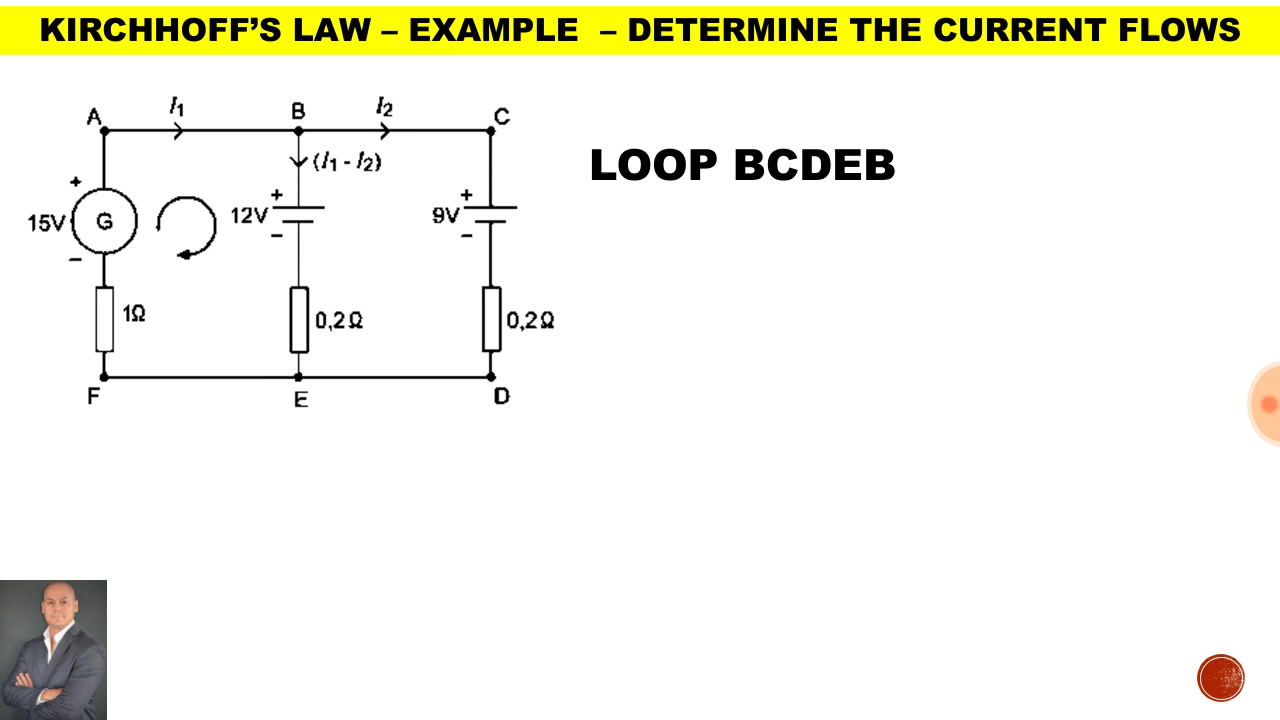 KIRCHHOFF’S LAW – EXAMPLE – DETERMINE THE CURRENT FLOWS
A I1 B I2 C
(I1 - I2)
LOOP BCDEB
+ + +
15V G 12V 9V
− − −
1Ω 0,2Ω 0,2Ω
F E D